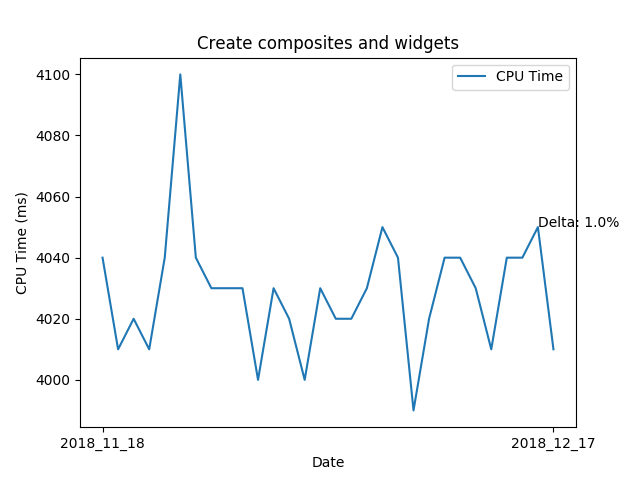 Create composites and widgets
CPU Time
4100
4080
4060
4040
4020
4000
CPU Time (ms)
Delta: 1.0%
2018_11_18
2018_12_17
Date